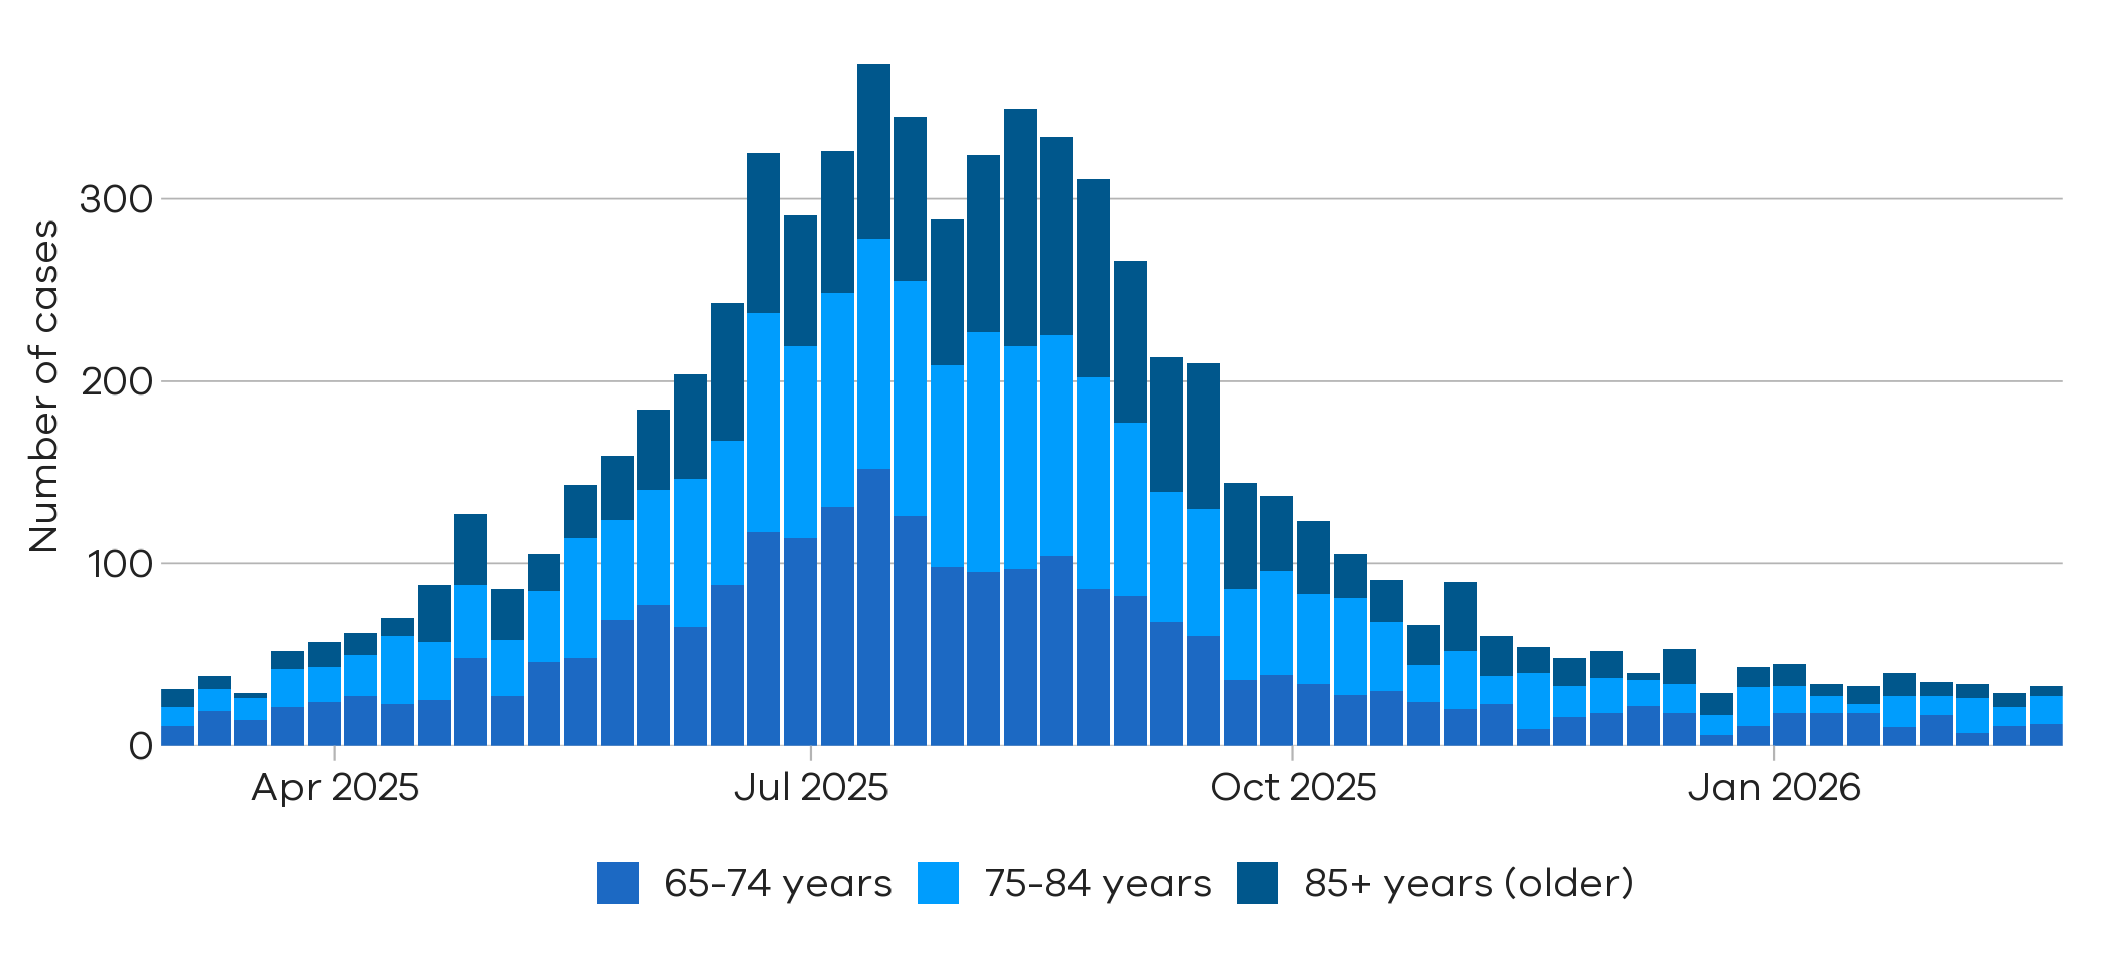 Number of cases
300
200
100
0
Apr 2025 Jul 2025 Oct 2025 Jan 2026
65-74 years 75-84 years 85+ years (older)